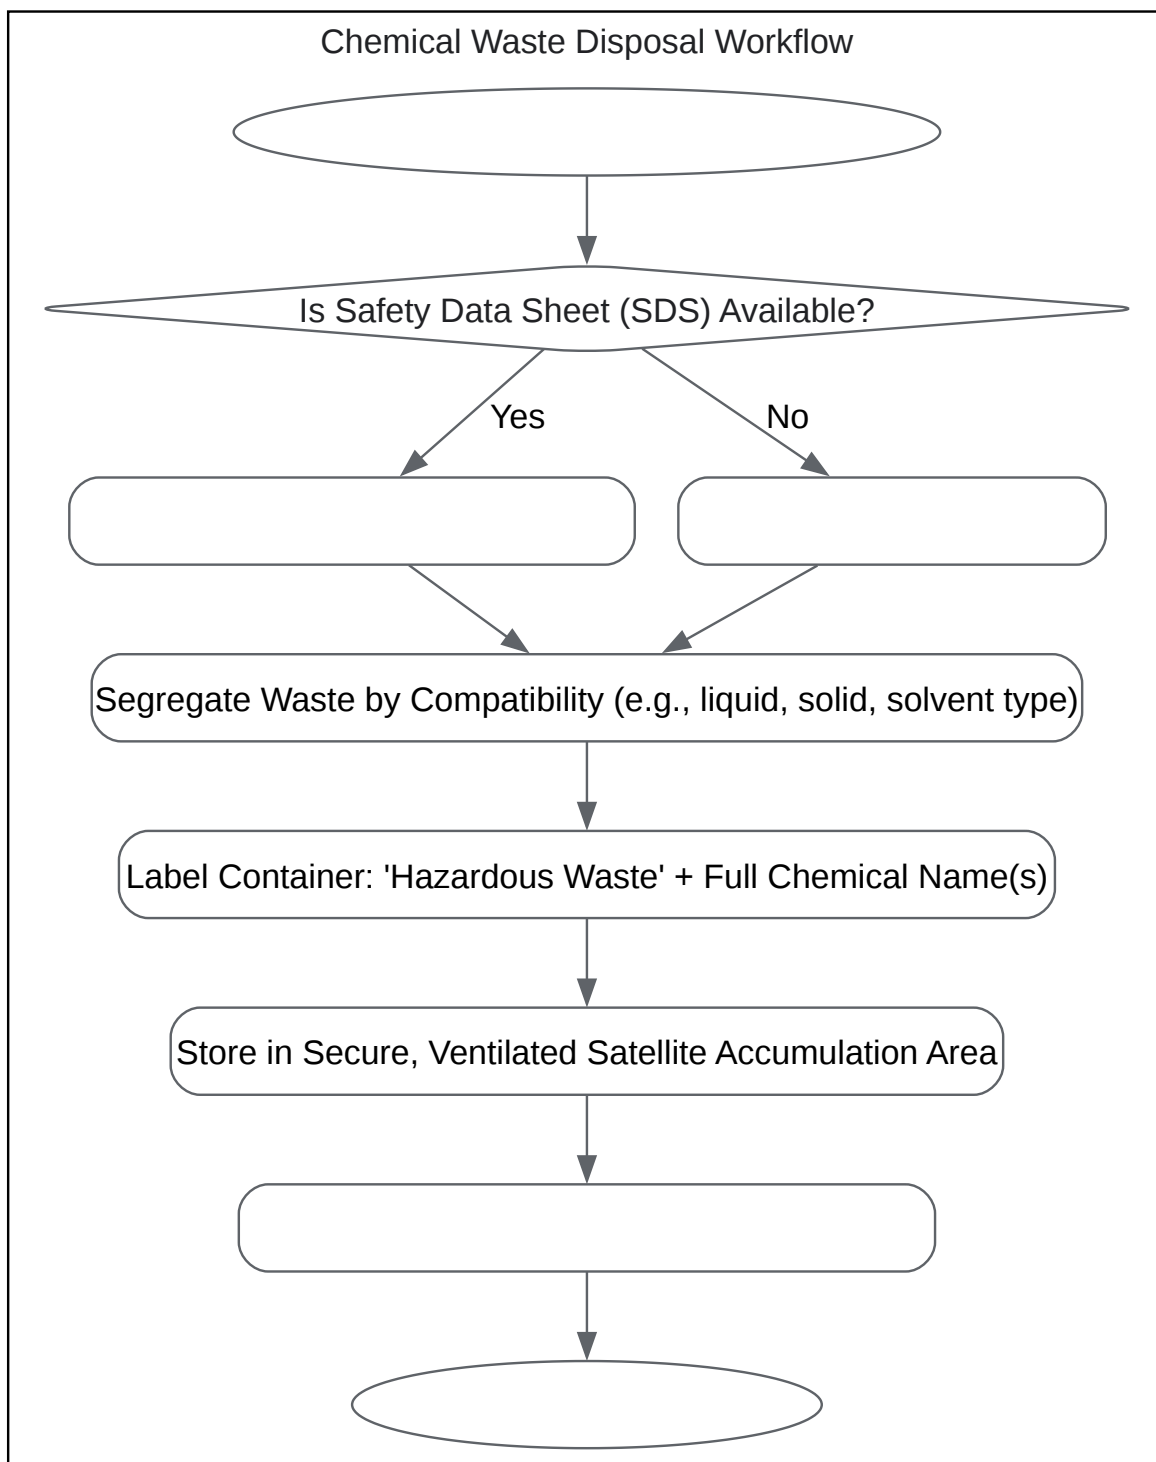 Chemical Waste Disposal Workflow
Is Safety Data Sheet (SDS) Available?
Yes
No
Segregate Waste by Compatibility (e.g., liquid, solid, solvent type)
Label Container: 'Hazardous Waste' + Full Chemical Name(s)
Store in Secure, Ventilated Satellite Accumulation Area